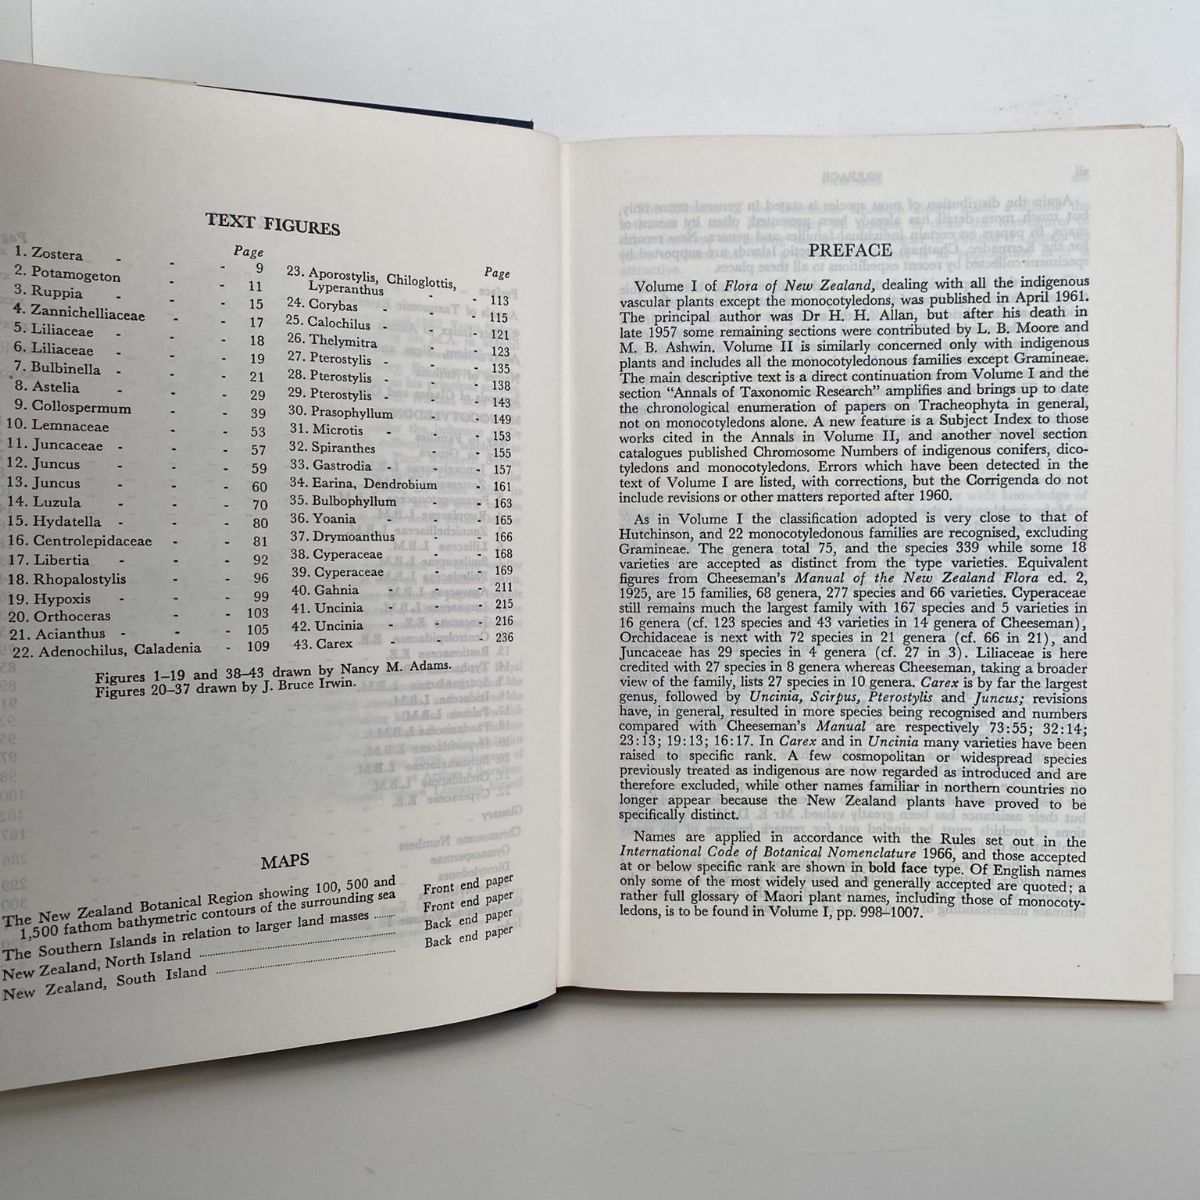 TEXT FIGURES
Page
1. Zostera - - - 9
2. Potamogeton - - 11
3. Ruppia - - - 15
4. Zannichelliaceae - - 17
5. Liliaceae - - - 18
6. Liliaceae - - - 19
7. Bulbinella - - - 21
8. Astelia - - - 29
9. Collospermum - - 39
10. Lemnaceae - - 53
11. Juncaceae - - - 57
12. Juncus - - - 59
13. Juncus - - - 60
14. Luzula - - - 70
15. Hydatella - - - 80
16. Centrolepidaceae - - 81
17. Libertia - - - 92
18. Rhopalostylis - - 96
19. Hypoxis - - - 99
20. Orthoceras - - 103
21. Acianthus - - - 105
22. Adenochilus, Caladenia - 109
Page
23. Aporostylis, Chiloglottis,
Lyperanthus - - 113
24. Corybas - - - 115
25. Calochilus - - - 121
26. Thelymitra - - 123
27. Pterostylis - - - 135
28. Pterostylis - - - 138
29. Pterostylis - - - 143
30. Prasophyllum - - 149
31. Microtis - - - 153
32. Spiranthes - - 155
33. Gastrodia - - - 157
34. Earina, Dendrobium - 161
35. Bulbophyllum - - 163
36. Yoania - - - 165
37. Drymoanthus - - 166
38. Cyperaceae - - 168
39. Cyperaceae - - 169
40. Gahnia - - - 211
41. Uncinia - - - 215
42. Uncinia - - - 216
43. Carex - - - 236
Figures 1–19 and 38–43 drawn by Nancy M. Adams.
Figures 20–37 drawn by J. Bruce Irwin.
MAPS
The New Zealand Botanical Region showing 100, 500 and
1,500 fathom bathymetric contours of the surrounding sea Front end paper
The Southern Islands in relation to larger land masses ........ Front end paper
New Zealand, North Island ........ Back end paper
New Zealand, South Island ........ Back end paper
PREFACE
Volume I of Flora of New Zealand, dealing with all the indigenous
vascular plants except the monocotyledons, was published in April 1961.
The principal author was Dr H. H. Allan, but after his death in
late 1957 some remaining sections were contributed by L. B. Moore and
M. B. Ashwin. Volume II is similarly concerned only with indigenous
plants and includes all the monocotyledonous families except Gramineae.
The main descriptive text is a direct continuation from Volume I and the
section “Annals of Taxonomic Research” amplifies and brings up to date
the chronological enumeration of papers on Tracheophyta in general,
not on monocotyledons alone. A new feature is a Subject Index to those
works cited in the Annals in Volume II, and another novel section
catalogues published Chromosome Numbers of indigenous conifers, dico-
tyledons and monocotyledons. Errors which have been detected in the
text of Volume I are listed, with corrections, but the Corrigenda do not
include revisions or other matters reported after 1960.
As in Volume I the classification adopted is very close to that of
Hutchinson, and 22 monocotyledonous families are recognised, excluding
Gramineae. The genera total 75, and the species 339 while some 18
varieties are accepted as distinct from the type varieties. Equivalent
figures from Cheeseman’s Manual of the New Zealand Flora ed. 2,
1925, are 15 families, 68 genera, 277 species and 66 varieties. Cyperaceae
still remains much the largest family with 167 species and 5 varieties in
16 genera (cf. 123 species and 43 varieties in 14 genera of Cheeseman),
Orchidaceae is next with 72 species in 21 genera (cf. 66 in 21), and
Juncaceae has 29 species in 4 genera (cf. 27 in 3). Liliaceae is here
credited with 27 species in 8 genera whereas Cheeseman, taking a broader
view of the family, lists 27 species in 10 genera. Carex is by far the largest
genus, followed by Uncinia, Scirpus, Pterostylis and Juncus; revisions
have, in general, resulted in more species being recognised and numbers
compared with Cheeseman’s Manual are respectively 73:55; 32:14;
23:13; 19:13; 16:17. In Carex and in Uncinia many varieties have been
raised to specific rank. A few cosmopolitan or widespread species
previously treated as indigenous are now regarded as introduced and are
therefore excluded, while other names familiar in northern countries no
longer appear because the New Zealand plants have proved to be
specifically distinct.
Names are applied in accordance with the Rules set out in the
International Code of Botanical Nomenclature 1966, and those accepted
at or below specific rank are shown in bold face type. Of English names
only some of the most widely used and generally accepted are quoted; a
rather full glossary of Maori plant names, including those of monocoty-
ledons, is to be found in Volume I, pp. 998–1007.